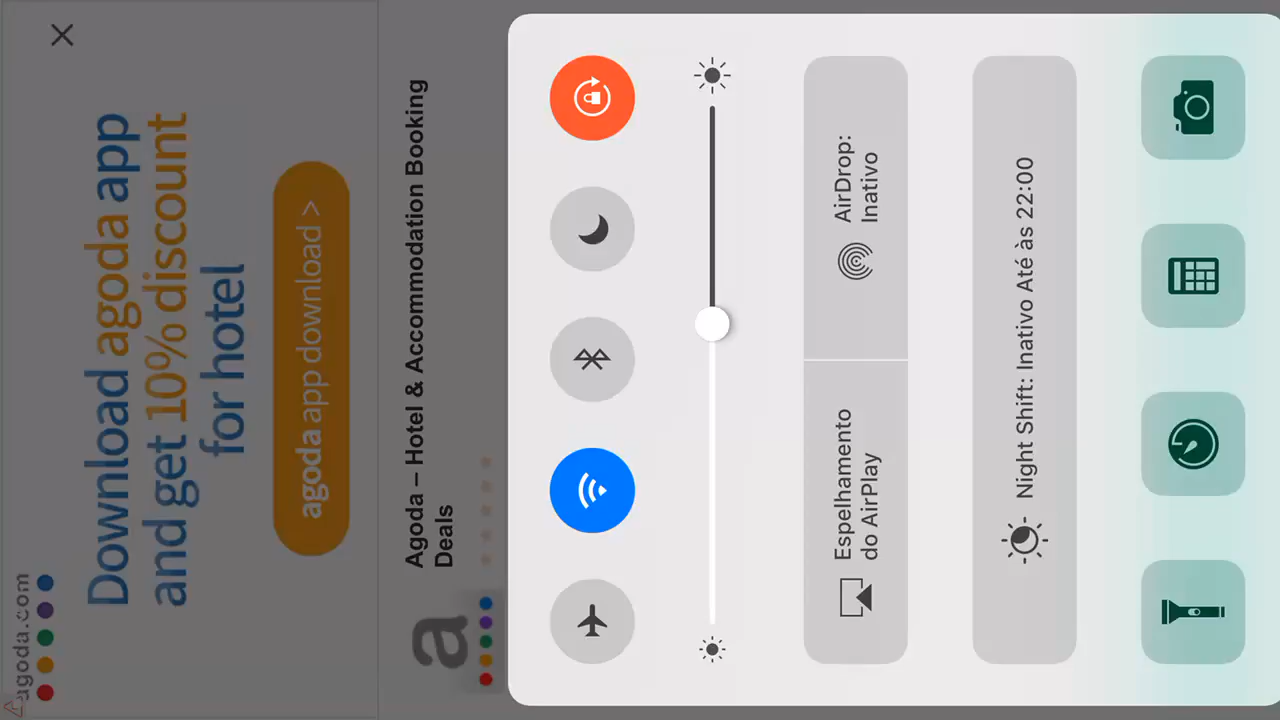 agoda.com
Download agoda app
and get 10% discount
for hotel
agoda app download >
a
Agoda – Hotel & Accommodation Booking
Deals
Espelhamento
do AirPlay
AirDrop:
Inativo
Night Shift: Inativo Até às 22:00